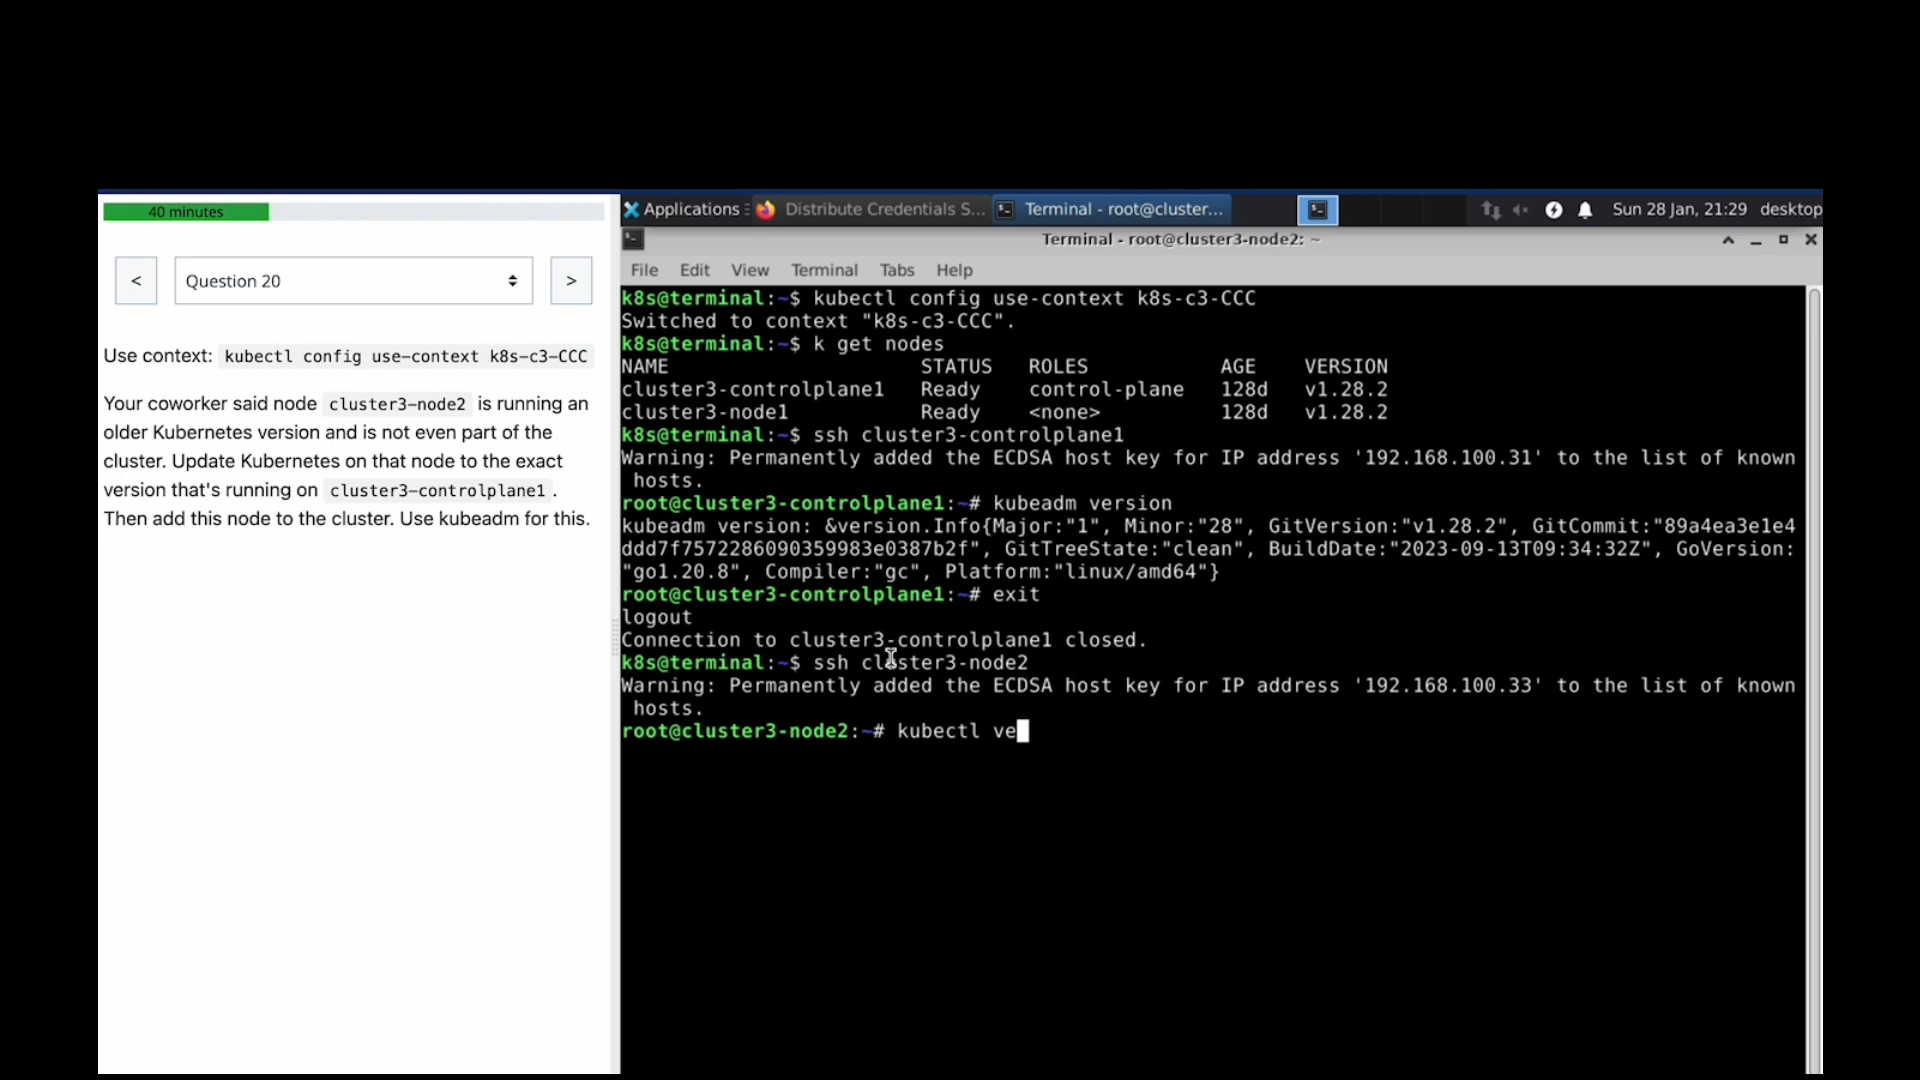 40 minutes
<
Question 20
>
Use context: kubectl config use-context k8s-c3-CCC
Your coworker said node cluster3-node2 is running an
older Kubernetes version and is not even part of the
cluster. Update Kubernetes on that node to the exact
version that's running on cluster3-controlplane1 .
Then add this node to the cluster. Use kubeadm for this.
Applications
Distribute Credentials S...
Terminal - root@cluster...
Sun 28 Jan, 21:29
desktop
Terminal - root@cluster3-node2: ~
File Edit View Terminal Tabs Help
k8s@terminal:~$ kubectl config use-context k8s-c3-CCC
Switched to context "k8s-c3-CCC".
k8s@terminal:~$ k get nodes
NAME STATUS ROLES AGE VERSION
cluster3-controlplane1 Ready control-plane 128d v1.28.2
cluster3-node1 Ready <none> 128d v1.28.2
k8s@terminal:~$ ssh cluster3-controlplane1
Warning: Permanently added the ECDSA host key for IP address '192.168.100.31' to the list of known
hosts.
root@cluster3-controlplane1:~# kubeadm version
kubeadm version: &version.Info{Major:"1", Minor:"28", GitVersion:"v1.28.2", GitCommit:"89a4ea3e1e4
ddd7f7572286090359983e0387b2f", GitTreeState:"clean", BuildDate:"2023-09-13T09:34:32Z", GoVersion:
"go1.20.8", Compiler:"gc", Platform:"linux/amd64"}
root@cluster3-controlplane1:~# exit
logout
Connection to cluster3-controlplane1 closed.
k8s@terminal:~$ ssh cluster3-node2
Warning: Permanently added the ECDSA host key for IP address '192.168.100.33' to the list of known
hosts.
root@cluster3-node2:~# kubectl ve